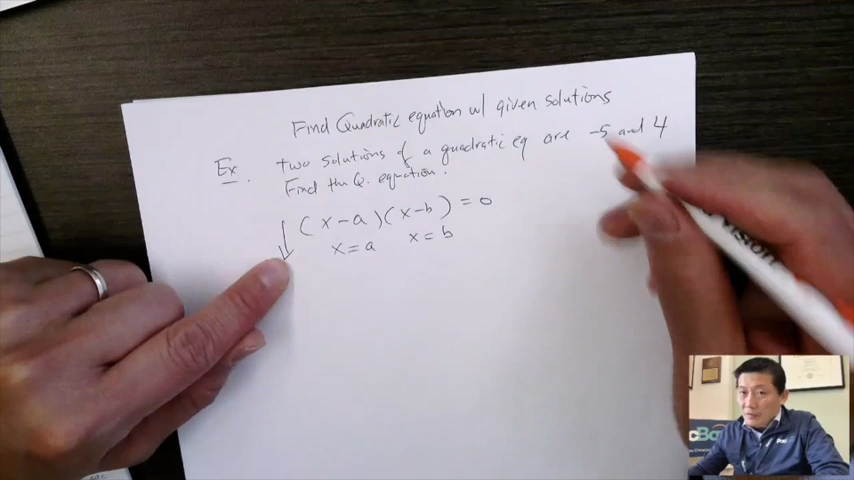 Find Quadratic equation w/ given solutions
Ex. two solutions of a quadratic eq are -5 and 4
Find the Q. equation.
(x-a)(x-b) = 0
x=a x=b